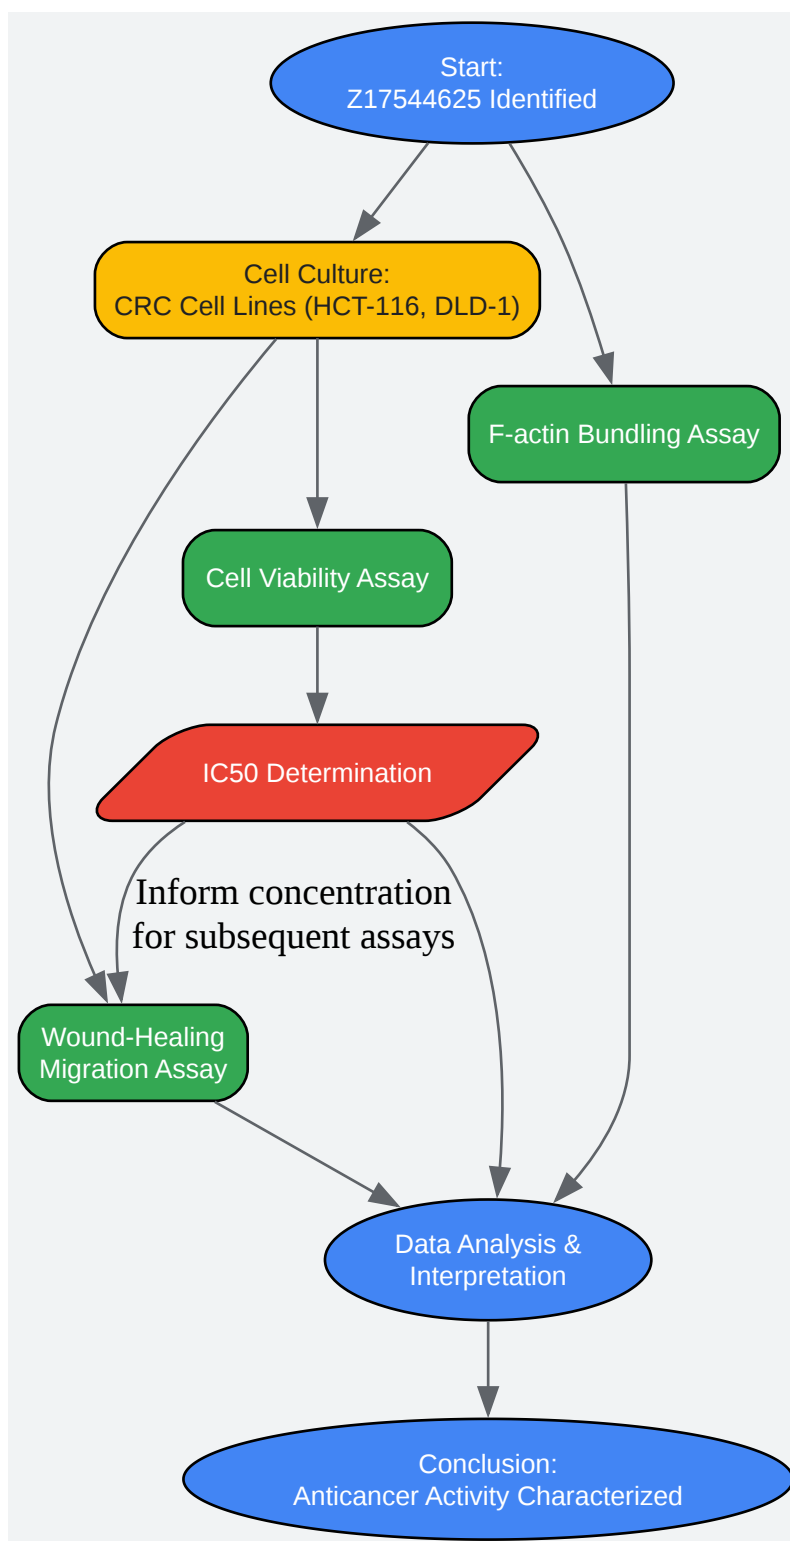 Start:
Z17544625 Identified
Cell Culture:
CRC Cell Lines (HCT-116, DLD-1)
F-actin Bundling Assay
Cell Viability Assay
IC50 Determination
Inform concentration
for subsequent assays
Wound-Healing
Migration Assay
Data Analysis &
Interpretation
Conclusion:
Anticancer Activity Characterized